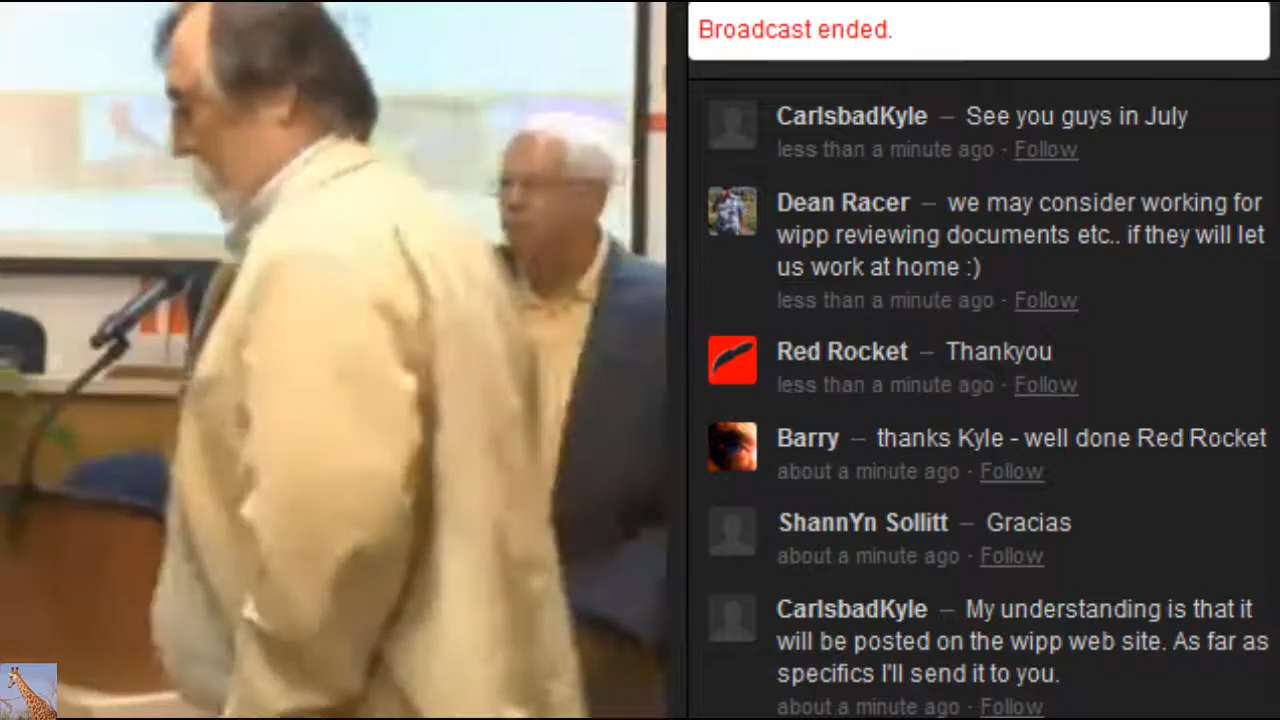 Broadcast ended.
CarlsbadKyle – See you guys in July
less than a minute ago · Follow
Dean Racer – we may consider working for
wipp reviewing documents etc.. if they will let
us work at home :)
less than a minute ago · Follow
Red Rocket – Thankyou
less than a minute ago · Follow
Barry – thanks Kyle - well done Red Rocket
about a minute ago · Follow
ShannYn Sollitt – Gracias
about a minute ago · Follow
CarlsbadKyle – My understanding is that it
will be posted on the wipp web site. As far as
specifics I'll send it to you.
about a minute ago · Follow